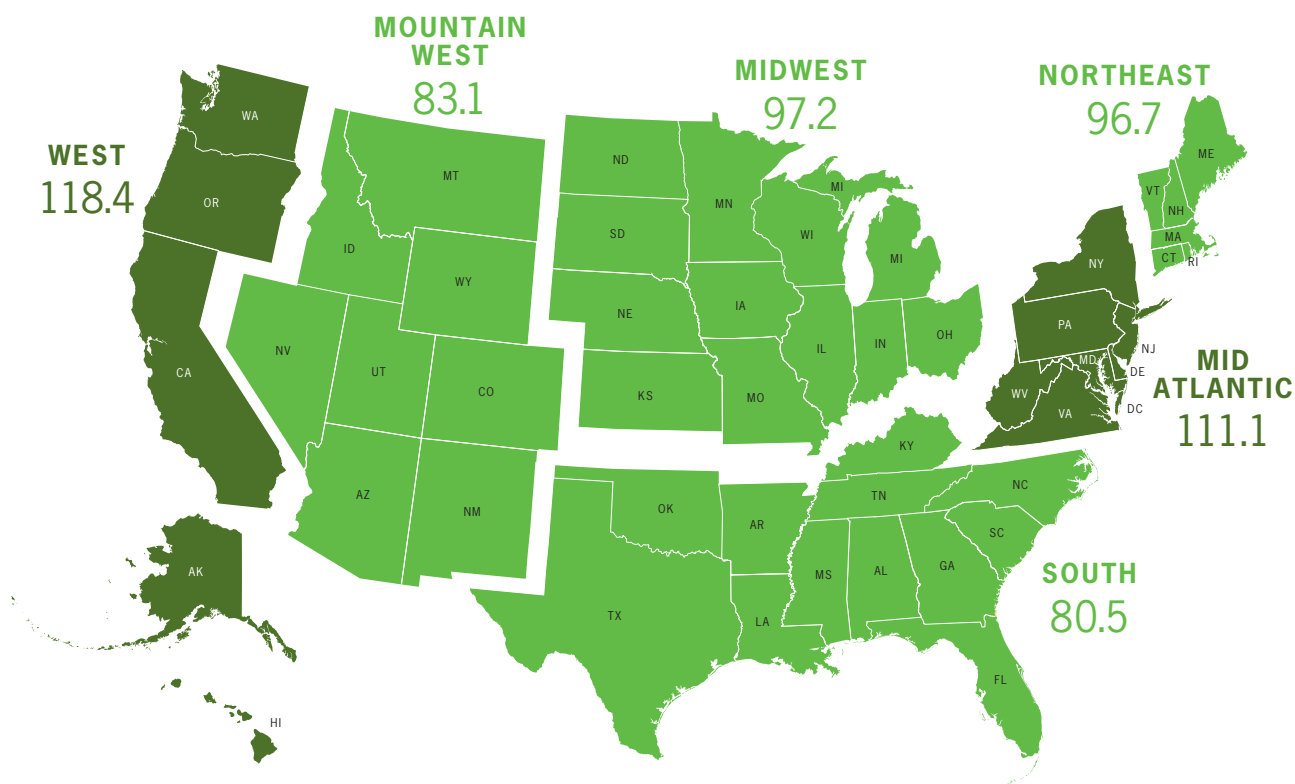 MOUNTAIN
WEST
83.1
MIDWEST
97.2
NORTHEAST
96.7
WEST
118.4
MID
ATLANTIC
111.1
SOUTH
80.5
WA
OR
CA
AK
HI
MT
ID
WY
NV
UT
CO
AZ
NM
ND
SD
NE
KS
MN
IA
MO
WI
MI
MI
IL
IN
OH
ME
VT
NH
MA
CT
RI
NY
PA
NJ
MD
DE
DC
WV
VA
KY
TN
NC
SC
OK
AR
TX
LA
MS
AL
GA
FL